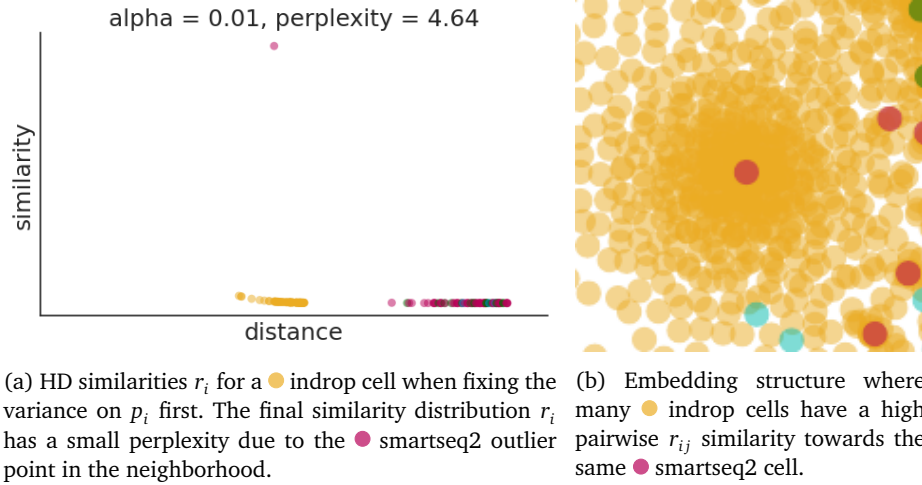 alpha = 0.01, perplexity = 4.64
similarity
distance
(a) HD similarities r_i for a indrop cell when fixing the
variance on p_i first. The final similarity distribution r_i
has a small perplexity due to the smartseq2 outlier
point in the neighborhood.
(b) Embedding structure where
many indrop cells have a high
pairwise r_ij similarity towards the
same smartseq2 cell.